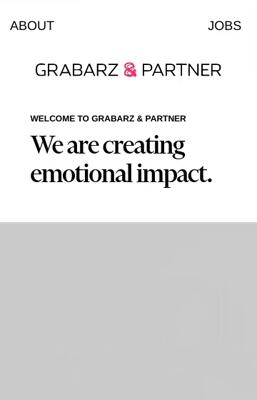 ABOUT
JOBS
GRABARZ & PARTNER
WELCOME TO GRABARZ & PARTNER
We are creating
emotional impact.